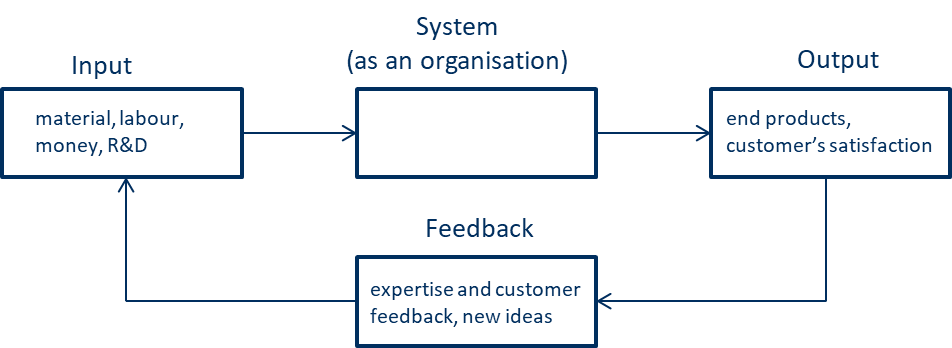 System
(as an organisation)
Input
Output
material, labour,
money, R&D
end products,
customer’s satisfaction
Feedback
expertise and customer
feedback, new ideas